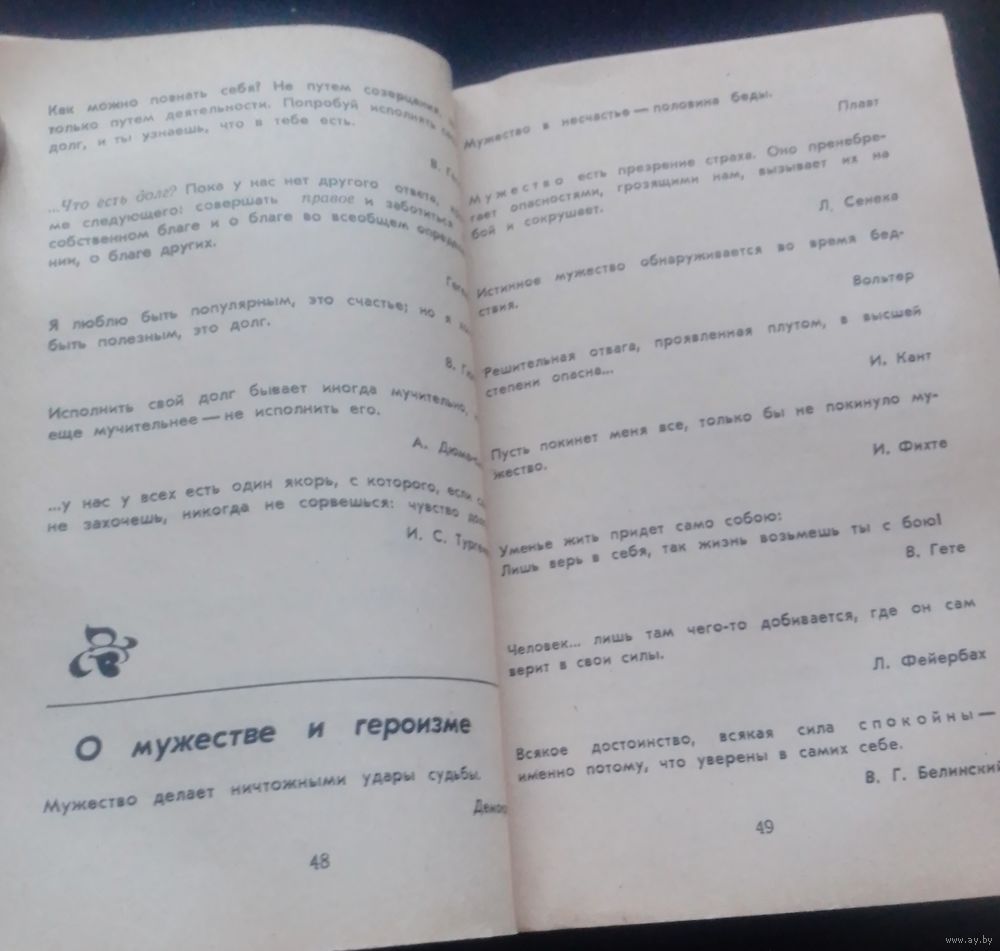 Как можно познать себя? Не путем созерцания,
только путем деятельности. Попробуй исполнять
долг, и ты узнаешь, что в тебе есть.
В.
...Что есть долг? Пока у нас нет другого ответа,
ме следующего: совершать правое и заботиться
собственном благе и о благе во всеобщем
нии, о благе других.
Я люблю быть популярным, это счастье; но я
быть полезным, это долг.
В.
Исполнить свой долг бывает иногда мучительно,
еще мучительнее — не исполнить его.
А.
...у нас у всех есть один якорь, с которого, если
не захочешь, никогда не сорвешься: чувство
И. С.
О мужестве и героизме
Мужество делает ничтожными удары судьбы.
48
Мужество в несчастье — половина беды.
Плавт
Мужество есть презрение страха. Оно пренебре-
гает опасностями, грозящими нам, вызывает их на
бой и сокрушает.
Л. Сенека
Истинное мужество обнаруживается во время бед-
ствия.
Вольтер
Решительная отвага, проявленная плутом, в высшей
степени опасна...
И. Кант
Пусть покинет меня все, только бы не покинуло му-
жество.
И. Фихте
Уменье жить придет само собою:
Лишь верь в себя, так жизнь возьмешь ты с бою!
В. Гете
Человек... лишь там чего-то добивается, где он сам
верит в свои силы.
Л. Фейербах
Всякое достоинство, всякая сила спокойны —
именно потому, что уверены в самих себе.
В. Г. Белинский
49
www.ay.by